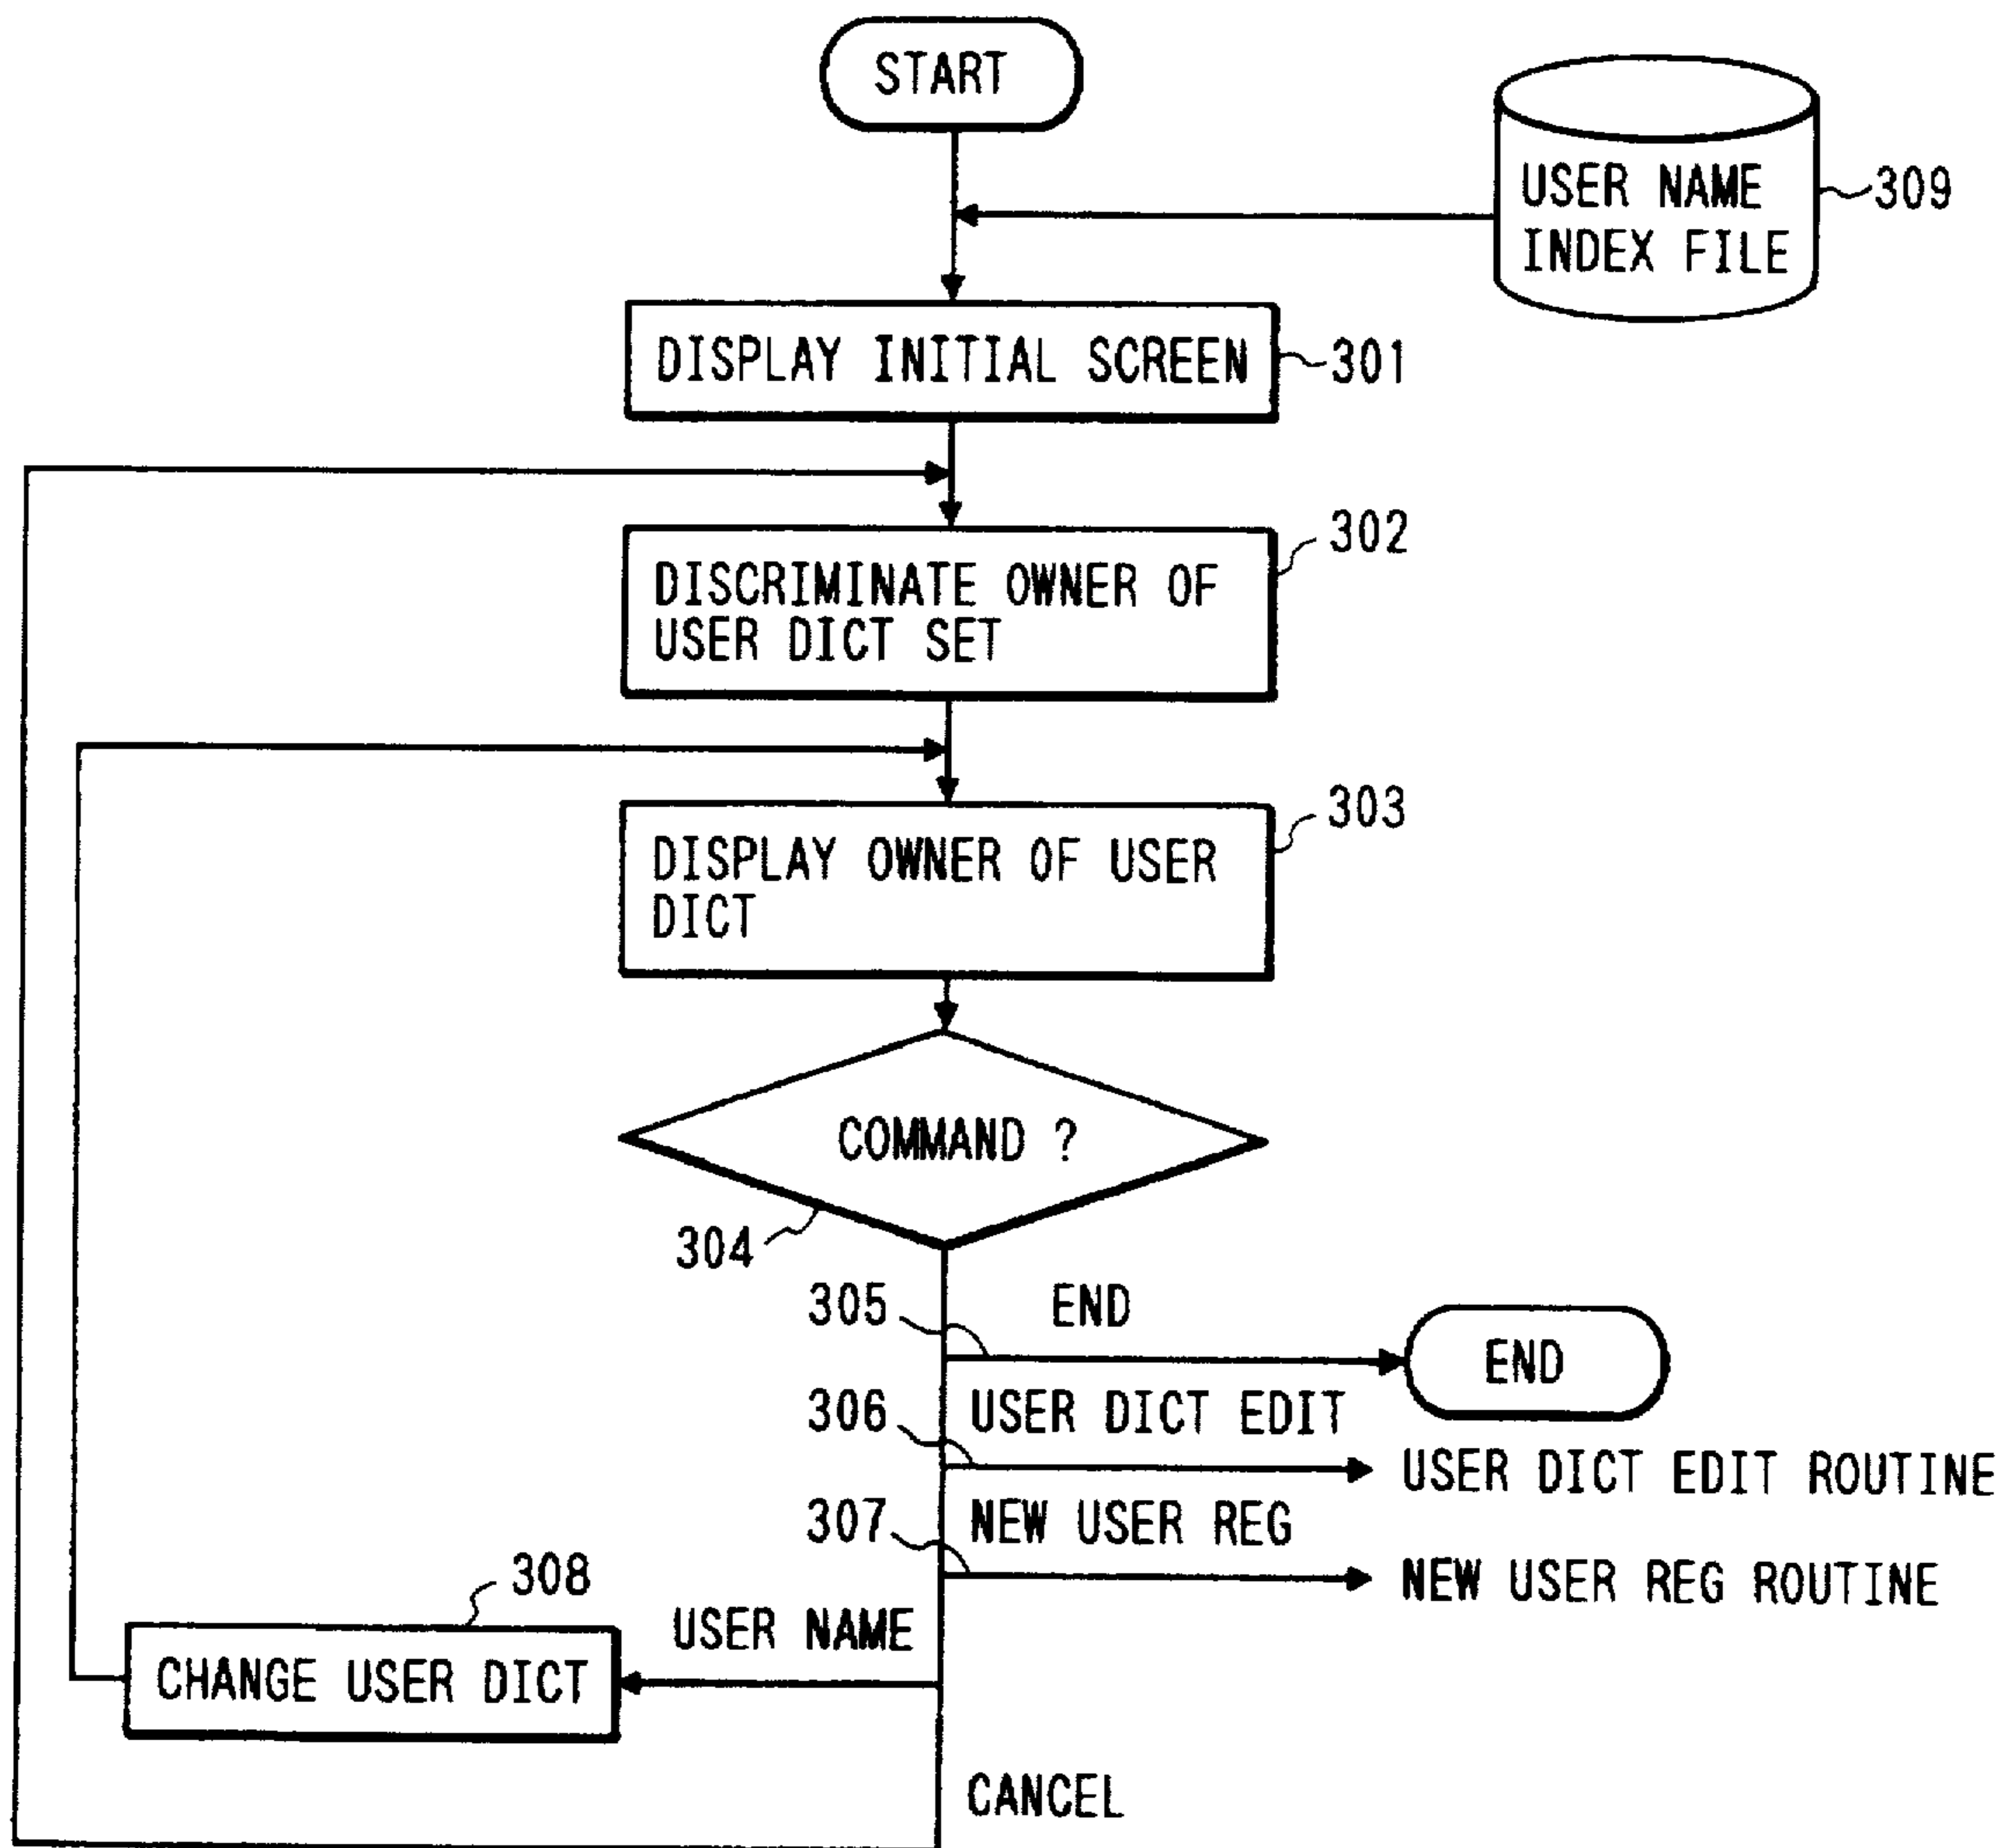 START
USER NAME
INDEX FILE
309
DISPLAY INITIAL SCREEN
301
302
DISCRIMINATE OWNER OF
USER DICT SET
303
DISPLAY OWNER OF USER
DICT
COMMAND ?
304
305
END
END
306
USER DICT EDIT
USER DICT EDIT ROUTINE
307
NEW USER REG
NEW USER REG ROUTINE
308
USER NAME
CHANGE USER DICT
CANCEL